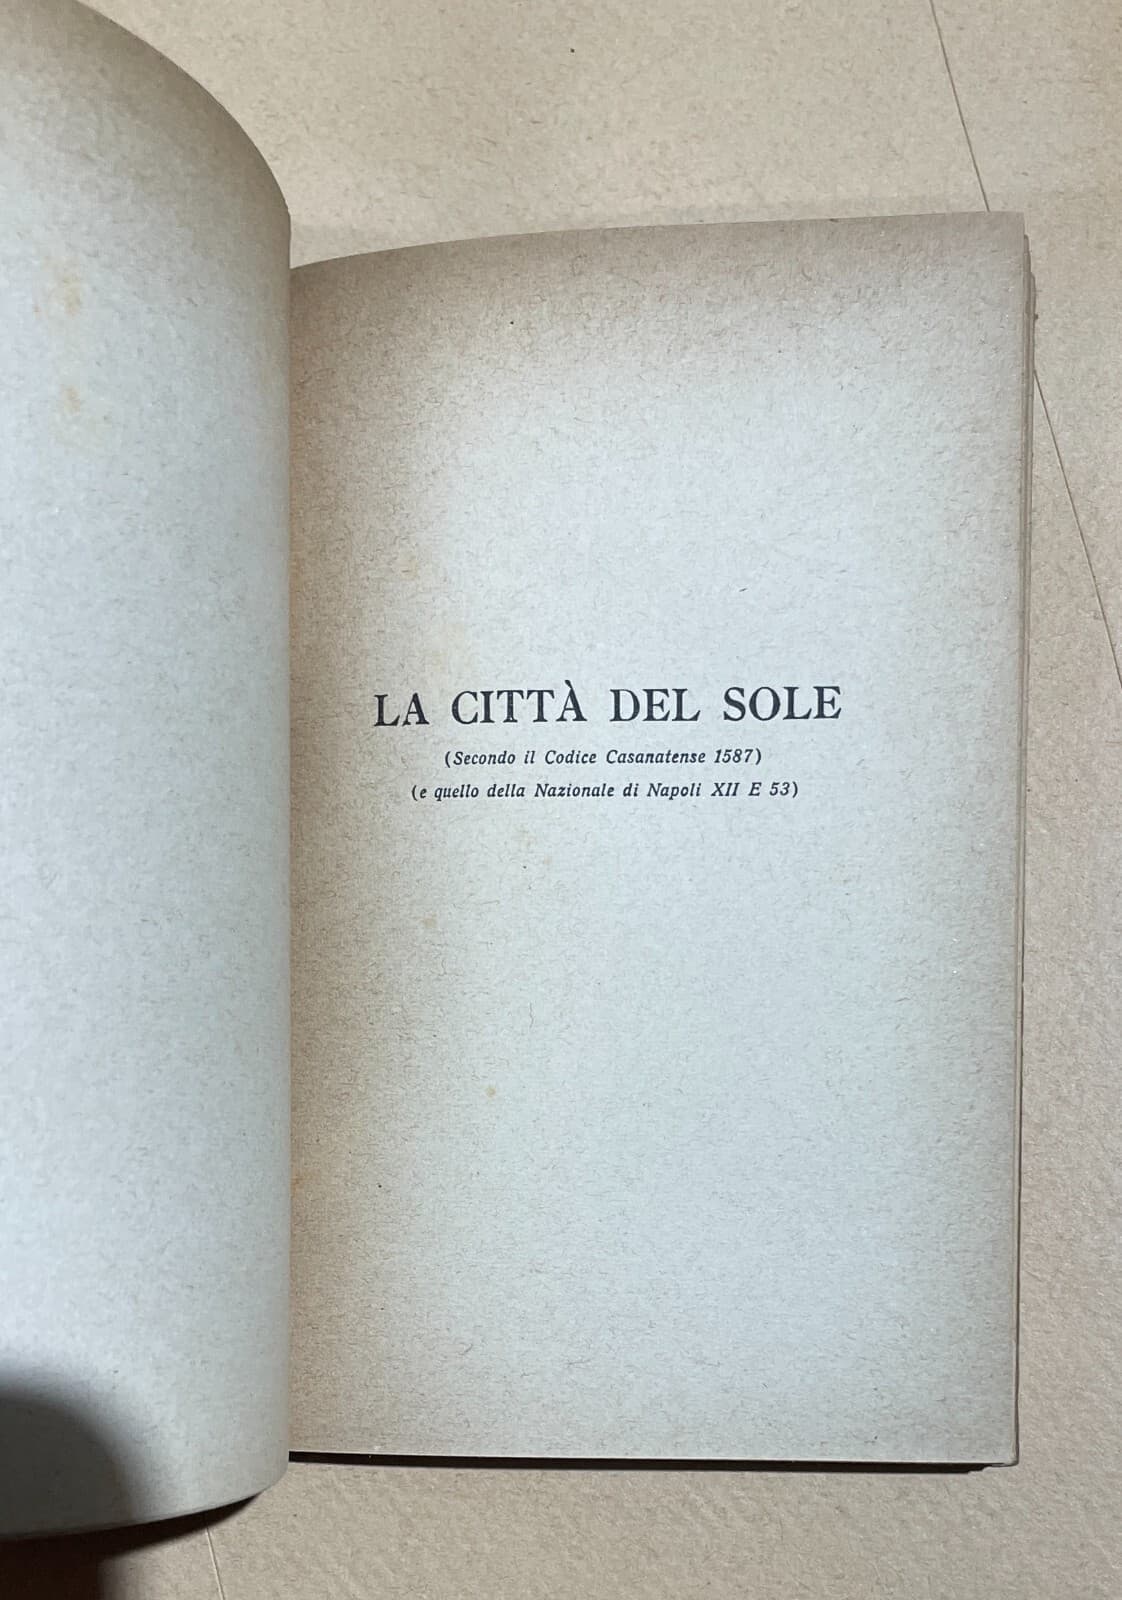 LA CITTÀ DEL SOLE
(Secondo il Codice Casanatense 1587)
(e quello della Nazionale di Napoli XII E 53)